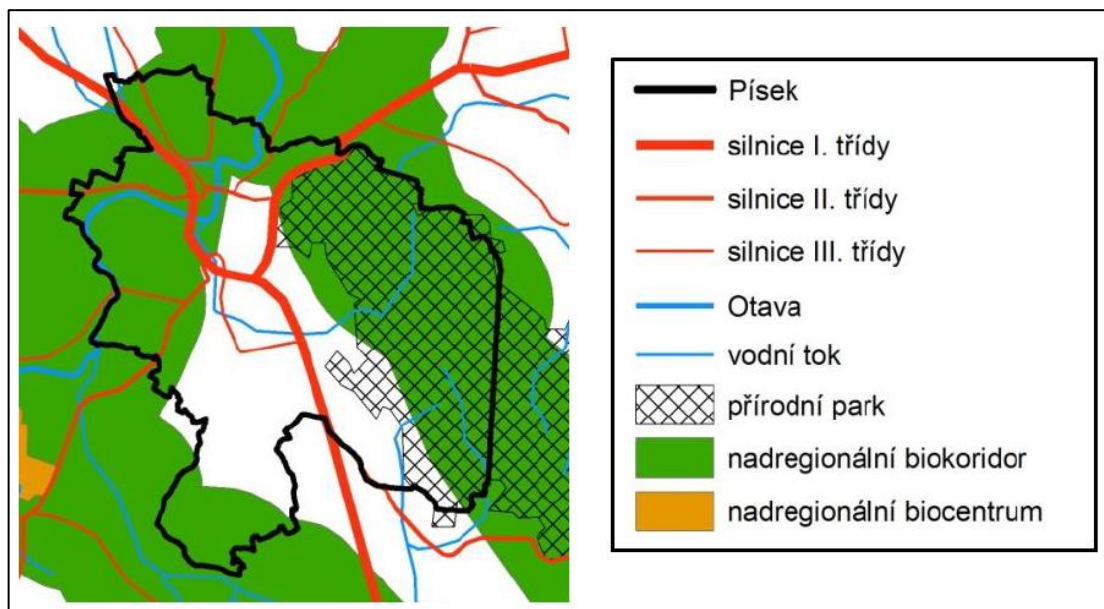 Písek
silnice I. třídy
silnice II. třídy
silnice III. třídy
Otava
vodní tok
přírodní park
nadregionální biokoridor
nadregionální biocentrum